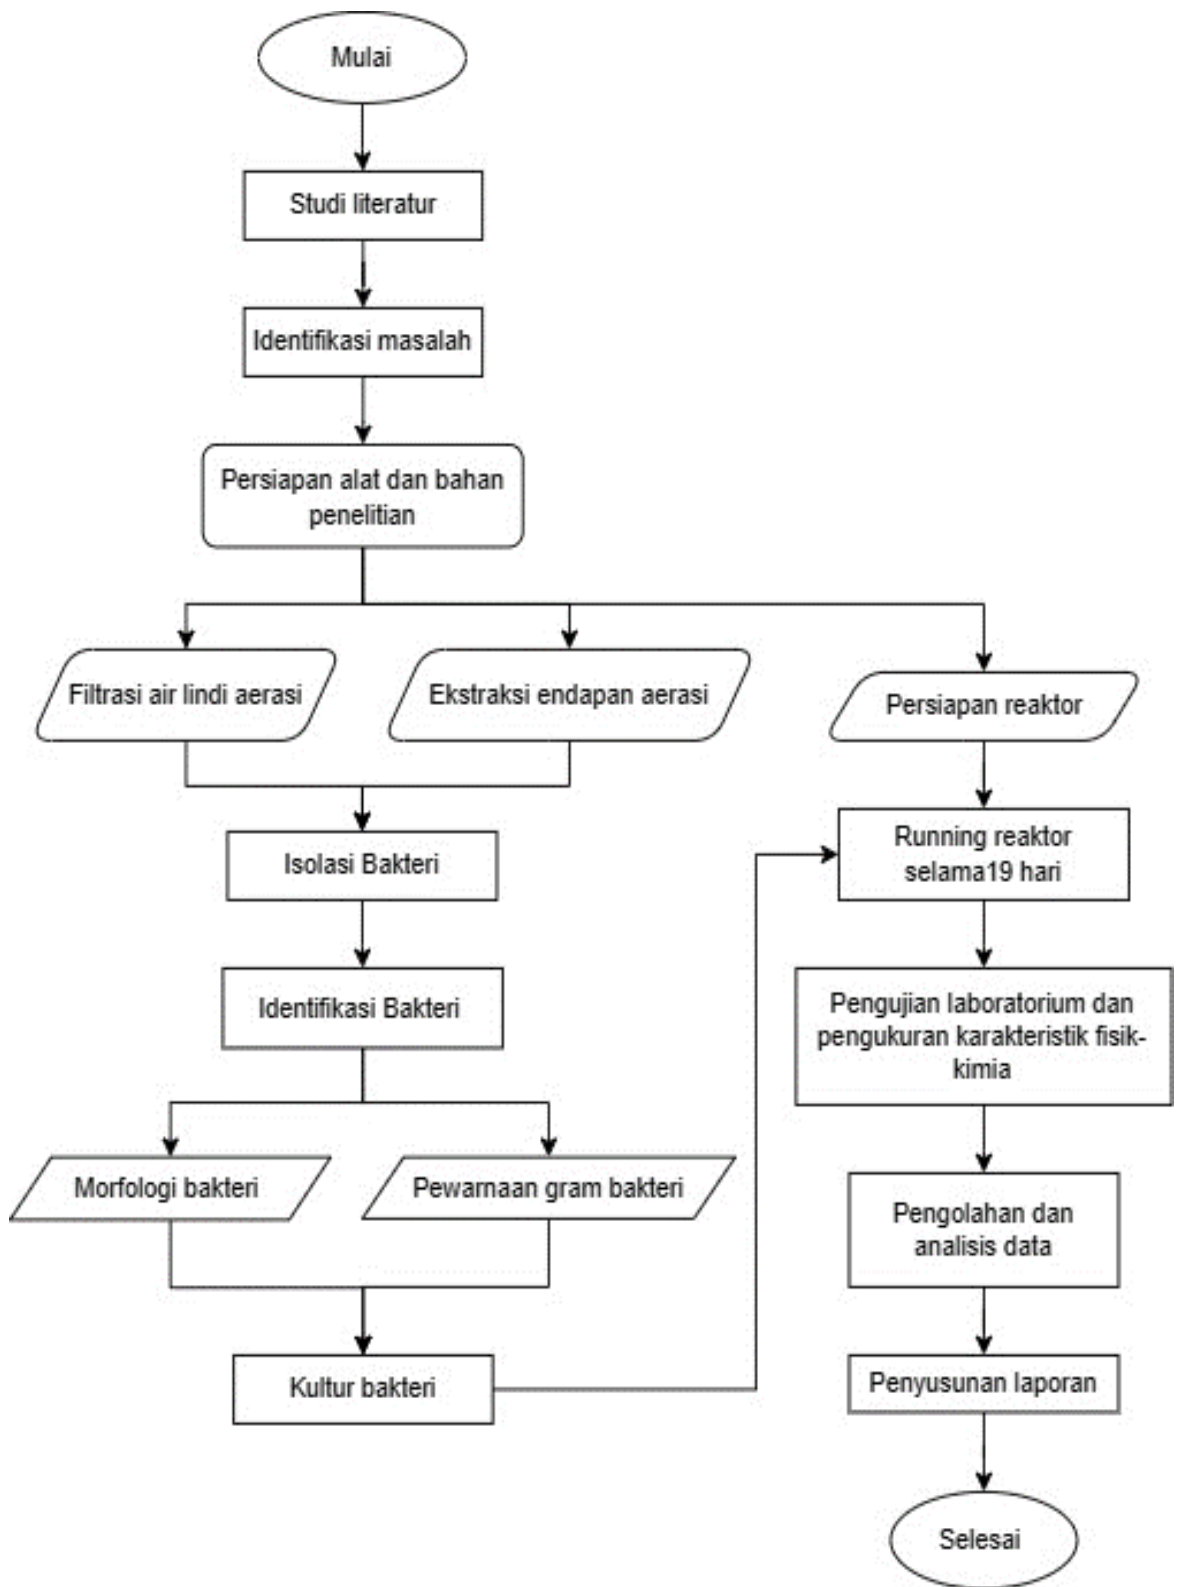 Mulai
Studi literatur
Identifikasi masalah
Persiapan alat dan bahan
penelitian
Filtrasi air lindi aerasi
Ekstraksi endapan aerasi
Persiapan reaktor
Isolasi Bakteri
Identifikasi Bakteri
Morfologi bakteri
Pewarnaan gram bakteri
Kultur bakteri
Running reaktor
selama19 hari
Pengujian laboratorium dan
pengukuran karakteristik fisik-
kimia
Pengolahan dan
analisis data
Penyusunan laporan
Selesai